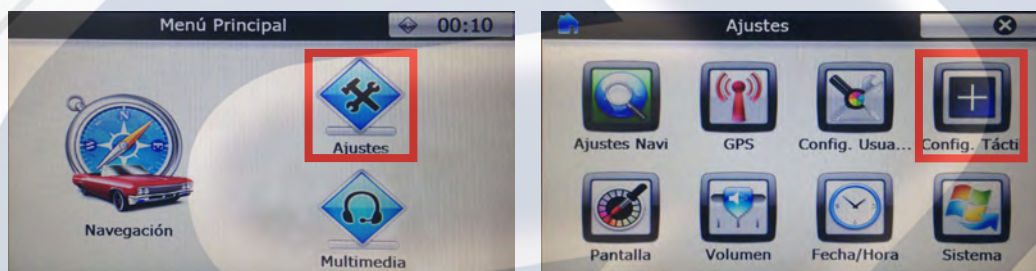 Menú Principal
00:10
Ajustes
Navegación
Multimedia
Ajustes
Ajustes Navi
GPS
Config. Usua...
Config. Tácti
Pantalla
Volumen
Fecha/Hora
Sistema